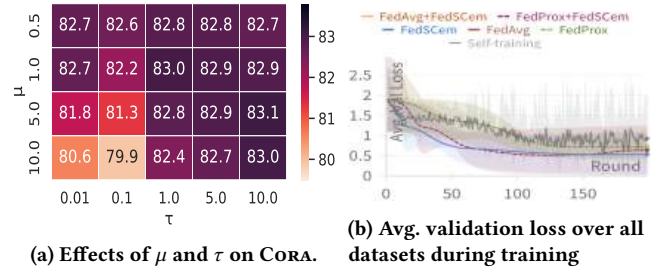 0.5 82.7 82.6 82.8 82.8 82.7
1.0 82.7 82.2 83.0 82.9 82.9
μ
5.0 81.8 81.3 82.8 82.9 83.1
10.0 80.6 79.9 82.4 82.7 83.0
0.01 0.1 1.0 5.0 10.0
τ
83
82
81
80
(a) Effects of μ and τ on CORA.
FedAvg+FedSCem FedProx+FedSCem
FedSCem FedAvg FedProx
Self-training
Avg. Val Loss
2.5
2
1.5
1
0.5
0
0 50 100 150
Round
(b) Avg. validation loss over all
datasets during training